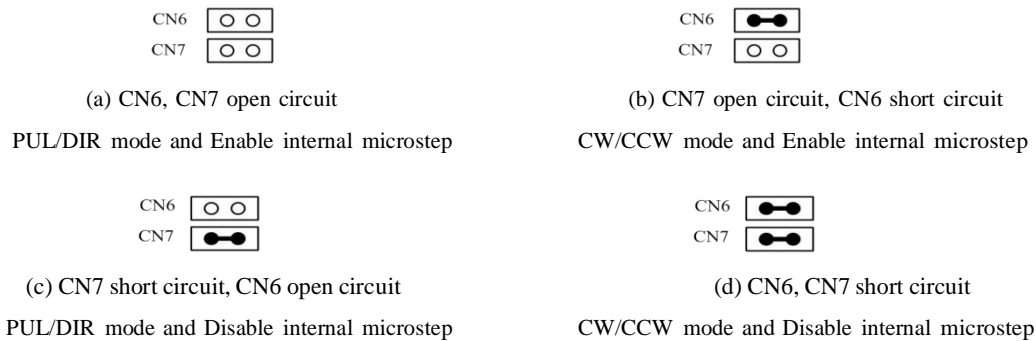 CN6
CN7
(a) CN6, CN7 open circuit
PUL/DIR mode and Enable internal microstep
CN6
CN7
(b) CN7 open circuit, CN6 short circuit
CW/CCW mode and Enable internal microstep
CN6
CN7
(c) CN7 short circuit, CN6 open circuit
PUL/DIR mode and Disable internal microstep
CN6
CN7
(d) CN6, CN7 short circuit
CW/CCW mode and Disable internal microstep